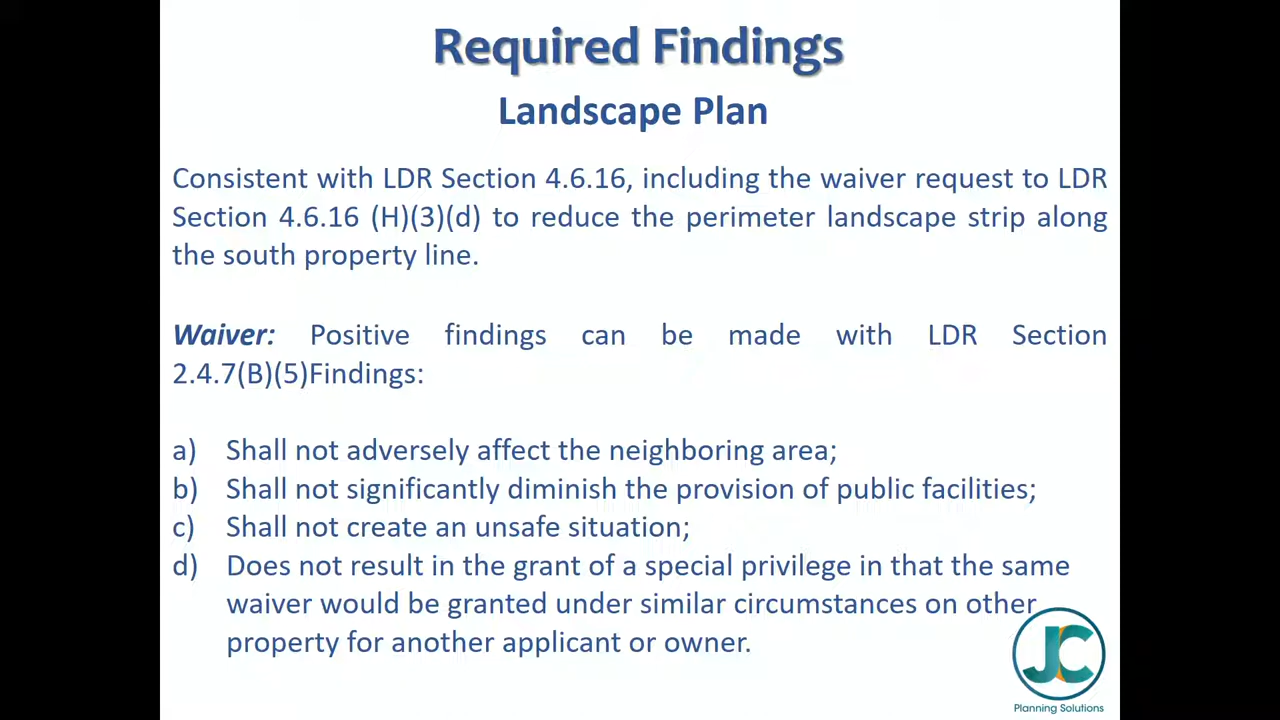 Required Findings
Landscape Plan
Consistent with LDR Section 4.6.16, including the waiver request to LDR
Section 4.6.16 (H)(3)(d) to reduce the perimeter landscape strip along
the south property line.
Waiver: Positive findings can be made with LDR Section
2.4.7(B)(5)Findings:
a) Shall not adversely affect the neighboring area;
b) Shall not significantly diminish the provision of public facilities;
c) Shall not create an unsafe situation;
d) Does not result in the grant of a special privilege in that the same
waiver would be granted under similar circumstances on other
property for another applicant or owner.
JC
Planning Solutions